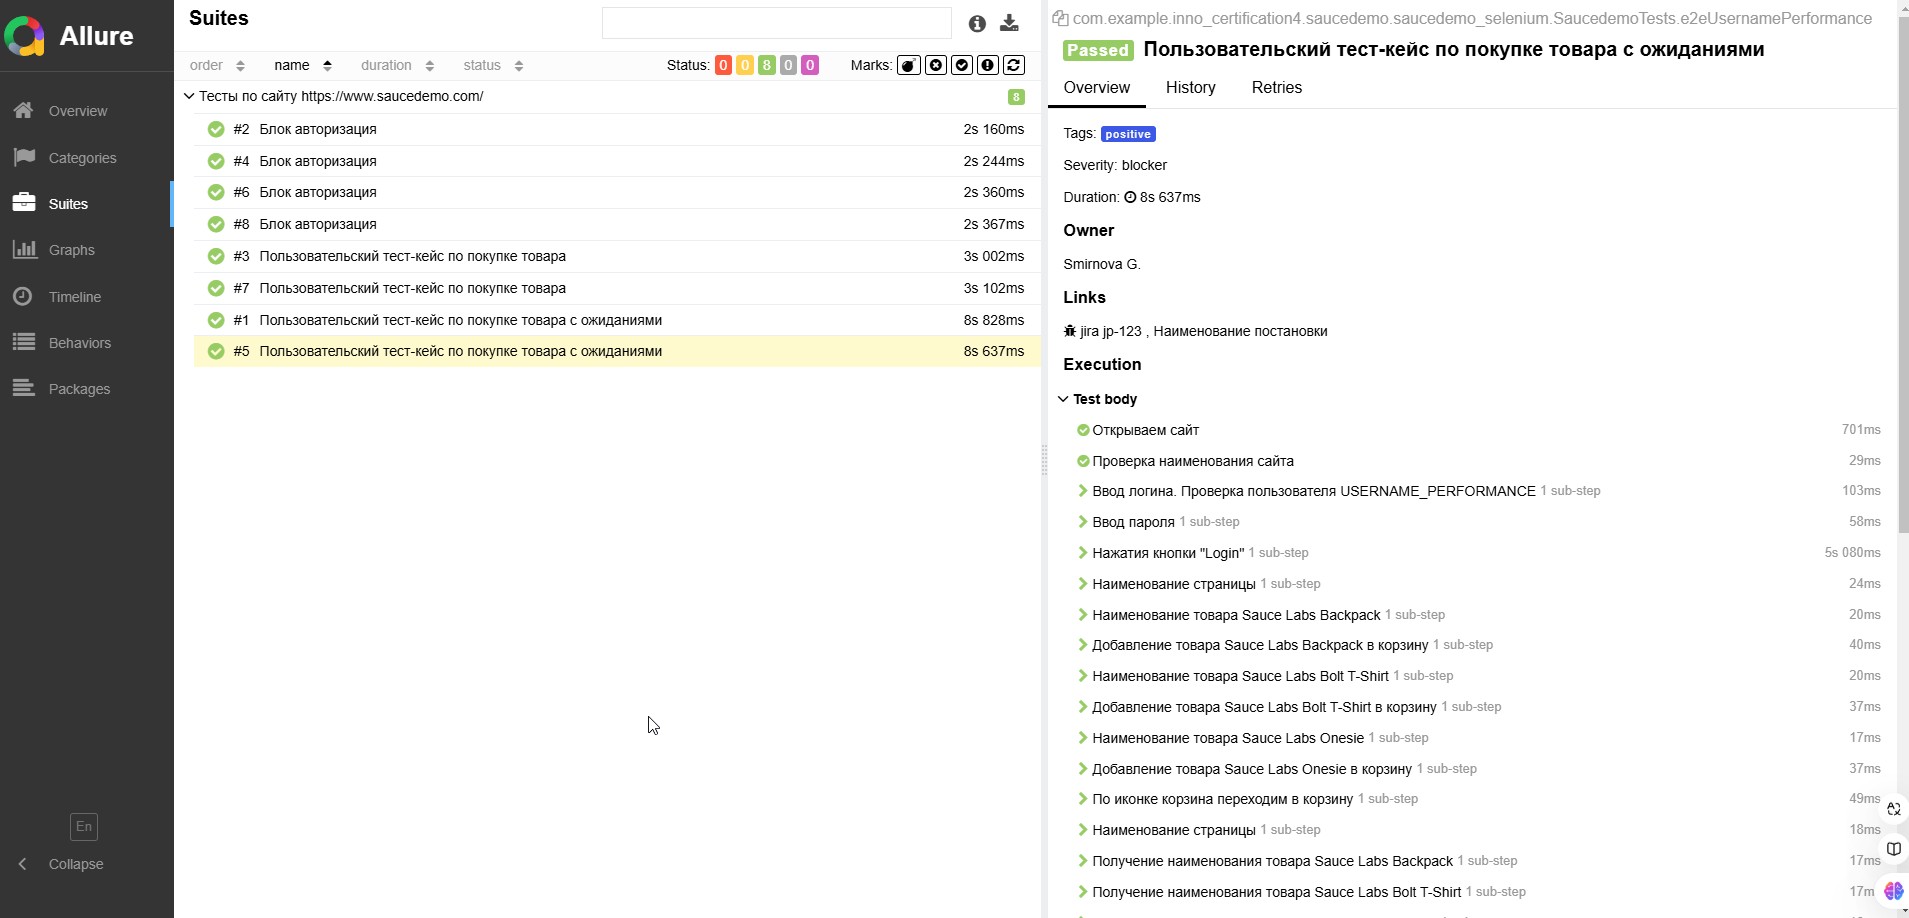 Allure
Overview
Categories
Suites
Graphs
Timeline
Behaviors
Packages
En
Collapse
Suites
order name duration status Status: 0 0 8 0 0 Marks:
Тесты по сайту https://www.saucedemo.com/ 8
#2 Блок авторизация 2s 160ms
#4 Блок авторизация 2s 244ms
#6 Блок авторизация 2s 360ms
#8 Блок авторизация 2s 367ms
#3 Пользовательский тест-кейс по покупке товара 3s 002ms
#7 Пользовательский тест-кейс по покупке товара 3s 102ms
#1 Пользовательский тест-кейс по покупке товара с ожиданиями 8s 828ms
#5 Пользовательский тест-кейс по покупке товара с ожиданиями 8s 637ms
com.example.inno_certification4.saucedemo.saucedemo_selenium.SaucedemoTests.e2eUsernamePerformance
Passed Пользовательский тест-кейс по покупке товара с ожиданиями
Overview History Retries
Tags: positive
Severity: blocker
Duration: 8s 637ms
Owner
Smirnova G.
Links
jira jp-123 , Наименование постановки
Execution
Test body
Открываем сайт 701ms
Проверка наименования сайта 29ms
Ввод логина. Проверка пользователя USERNAME_PERFORMANCE 1 sub-step 103ms
Ввод пароля 1 sub-step 58ms
Нажатия кнопки "Login" 1 sub-step 5s 080ms
Наименование страницы 1 sub-step 24ms
Наименование товара Sauce Labs Backpack 1 sub-step 20ms
Добавление товара Sauce Labs Backpack в корзину 1 sub-step 40ms
Наименование товара Sauce Labs Bolt T-Shirt 1 sub-step 20ms
Добавление товара Sauce Labs Bolt T-Shirt в корзину 1 sub-step 37ms
Наименование товара Sauce Labs Onesie 1 sub-step 17ms
Добавление товара Sauce Labs Onesie в корзину 1 sub-step 37ms
По иконке корзина переходим в корзину 1 sub-step 49ms
Наименование страницы 1 sub-step 18ms
Получение наименования товара Sauce Labs Backpack 1 sub-step 17ms
Получение наименования товара Sauce Labs Bolt T-Shirt 1 sub-step 17m